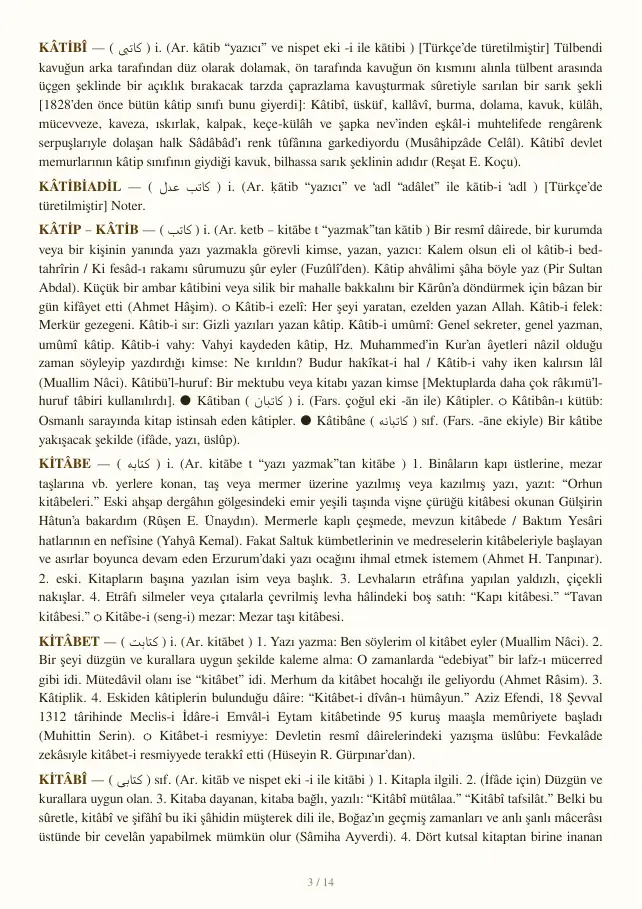 KÂTİBÎ — ( كاتبى ) i. (Ar. kātib “yazıcı” ve nispet eki -і ile kātibі ) [Türkçe’de türetilmiştir] Tülbendi
kavuğun arka tarafından düz olarak dolamak, ön tarafında kavuğun ön kısmını alınla tülbent arasında
üçgen şeklinde bir açıklık bırakacak tarzda çaprazlama kavuşturmak sûretiyle sarılan bir sarık şekli
[1828’den önce bütün kâtip sınıfı bunu giyerdi]: Kâtibî, üsküf, kallâvî, burma, dolama, kavuk, külâh,
mücevveze, kaveza, ıskırlak, kalpak, keçe-külâh ve şapka nev’inden eşkâl-i muhtelifede rengârenk
serpuşlarıyle dolaşan halk Sâdâbâd’ı renk tûfânına garkediyordu (Musâhipzâde Celâl). Kâtibî devlet
memurlarının kâtip sınıfının giydiği kavuk, bilhassa sarık şeklinin adıdır (Reşat E. Koçu).
KÂTİBİADİL — ( كاتب عدل ) i. (Ar. ḳātib “yazıcı” ve ‘adl “adâlet” ile kātib-i ‘adl ) [Türkçe’de
türetilmiştir] Noter.
KÂTİP – KÂTİB — ( كاتب ) i. (Ar. ketb – kitābe t “yazmak”tan kātib ) Bir resmî dâirede, bir kurumda
veya bir kişinin yanında yazı yazmakla görevli kimse, yazan, yazıcı: Kalem olsun eli ol kâtib-i bed-
tahrîrin / Ki fesâd-ı rakamı sûrumuzu şûr eyler (Fuzûlî’den). Kâtip ahvâlimi şâha böyle yaz (Pir Sultan
Abdal). Küçük bir ambar kâtibini veya silik bir mahalle bakkalını bir Kārûn’a döndürmek için bâzan bir
gün kifâyet etti (Ahmet Hâşim). ѻ Kâtib-i ezelî: Her şeyi yaratan, ezelden yazan Allah. Kâtib-i felek:
Merkür gezegeni. Kâtib-i sır: Gizli yazıları yazan kâtip. Kâtib-i umûmî: Genel sekreter, genel yazman,
umûmî kâtip. Kâtib-i vahy: Vahyi kaydeden kâtip, Hz. Muhammed’in Kur’an âyetleri nâzil olduğu
zaman söyleyip yazdırdığı kimse: Ne kırıldın? Budur hakîkat-i hal / Kâtib-i vahy iken kalırsın lâl
(Muallim Nâci). Kâtibü’l-huruf: Bir mektubu veya kitabı yazan kimse [Mektuplarda daha çok râkımü’l-
huruf tâbiri kullanılırdı]. ● Kâtiban ( كاتبان ) i. (Fars. çoğul eki -ān ile) Kâtipler. ѻ Kâtibân-ı kütüb:
Osmanlı sarayında kitap istinsah eden kâtipler. ● Kâtibâne ( كاتبانه ) sıf. (Fars. -āne ekiyle) Bir kâtibe
yakışacak şekilde (ifâde, yazı, üslûp).
KİTÂBE — ( كتابه ) i. (Ar. kitābe t “yazı yazmak”tan kitābe ) 1. Binâların kapı üstlerine, mezar
taşlarına vb. yerlere konan, taş veya mermer üzerine yazılmış veya kazılmış yazı, yazıt: “Orhun
kitâbeleri.” Eski ahşap dergâhın gölgesindeki emir yeşili taşında vişne çürüğü kitâbesi okunan Gülşirin
Hâtun’a bakardım (Rûşen E. Ünaydın). Mermerle kaplı çeşmede, mevzun kitâbede / Baktım Yesâri
hatlarının en nefîsine (Yahyâ Kemal). Fakat Saltuk kümbetlerinin ve medreselerin kitâbeleriyle başlayan
ve asırlar boyunca devam eden Erzurum’daki yazı ocağını ihmal etmek istemem (Ahmet H. Tanpınar).
2. eski. Kitapların başına yazılan isim veya başlık. 3. Levhaların etrâfına yapılan yaldızlı, çiçekli
nakışlar. 4. Etrâfı silmeler veya çıtalarla çevrilmiş levha hâlindeki boş satıh: “Kapı kitâbesi.” “Tavan
kitâbesi.” ѻ Kitâbe-i (seng-i) mezar: Mezar taşı kitâbesi.
KİTÂBET — ( كتابت ) i. (Ar. kitābet ) 1. Yazı yazma: Ben söylerim ol kitâbet eyler (Muallim Nâci). 2.
Bir şeyi düzgün ve kurallara uygun şekilde kaleme alma: O zamanlarda “edebiyat” bir lafz-ı mücerred
gibi idi. Mütedâvil olanı ise “kitâbet” idi. Merhum da kitâbet hocalığı ile geliyordu (Ahmet Râsim). 3.
Kâtiplik. 4. Eskiden kâtiplerin bulunduğu dâire: “Kitâbet-i dîvân-ı hümâyun.” Aziz Efendi, 18 Şevval
1312 târihinde Meclis-i İdâre-i Emvâl-i Eytam kitâbetinde 95 kuruş maaşla memûriyete başladı
(Muhittin Serin). ѻ Kitâbet-i resmiyye: Devletin resmî dâirelerindeki yazışma üslûbu: Fevkalâde
zekâsıyle kitâbet-i resmiyyede terakkî etti (Hüseyin R. Gürpınar’dan).
KİTÂBÎ — ( كتابى ) sıf. (Ar. kitāb ve nispet eki -i ile kitābi ) 1. Kitapla ilgili. 2. (İfâde için) Düzgün ve
kurallara uygun olan. 3. Kitaba dayanan, kitaba bağlı, yazılı: “Kitâbî mütâlaa.” “Kitâbî tafsilât.” Belki bu
sûretle, kitâbî ve şifâhî bu iki şâhidin müşterek dili ile, Boğaz’ın geçmiş zamanları ve anlı şanlı mâcerâsı
üstünde bir cevelân yapabilmek mümkün olur (Sâmiha Ayverdi). 4. Dört kutsal kitaptan birine inanan
3 / 14